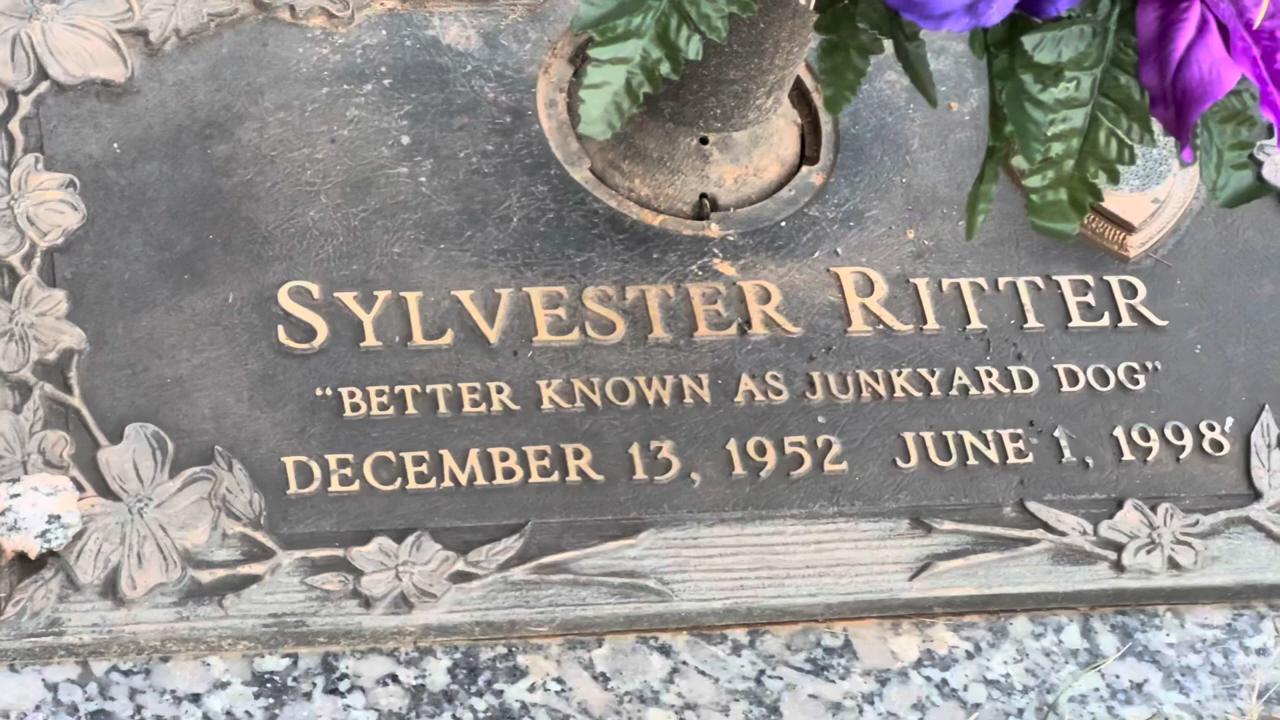 SYLVESTER RITTER
“BETTER KNOWN AS JUNKYARD DOG”
DECEMBER 13, 1952 JUNE 1, 1998